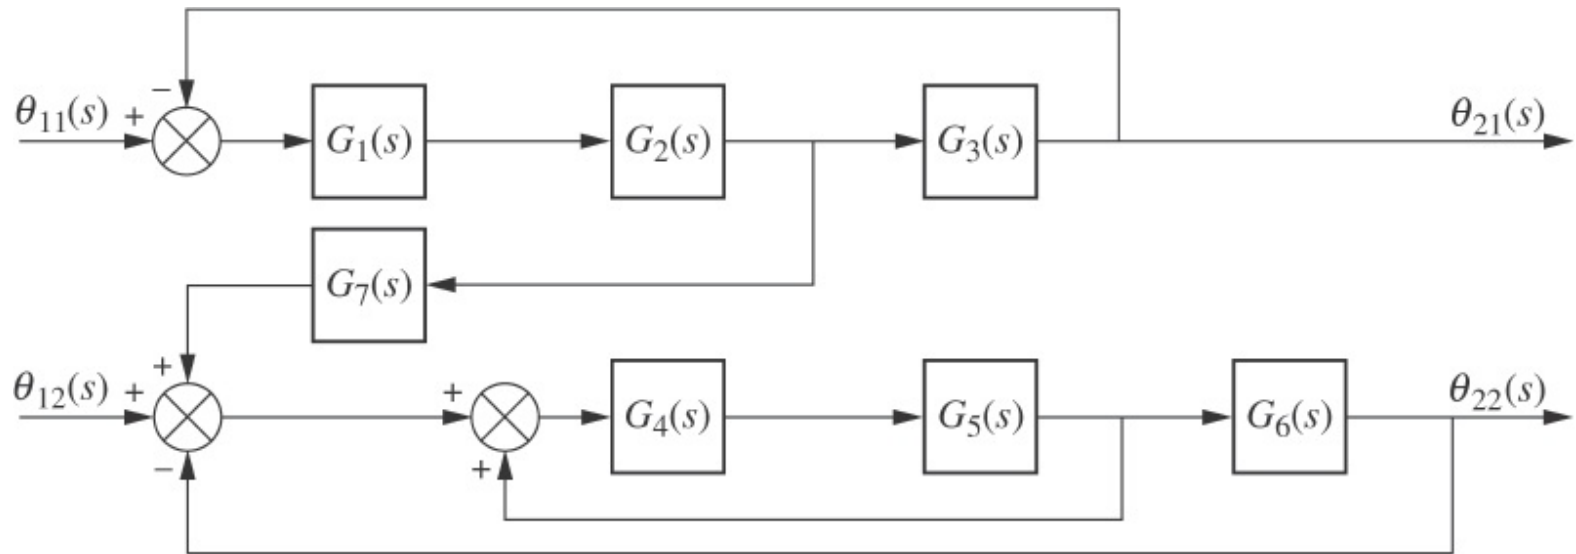 −
θ₁₁(s) + G₁(s) G₂(s) G₃(s) θ₂₁(s)
G₇(s)
+
θ₁₂(s) + + G₄(s) G₅(s) G₆(s) θ₂₂(s)
− +